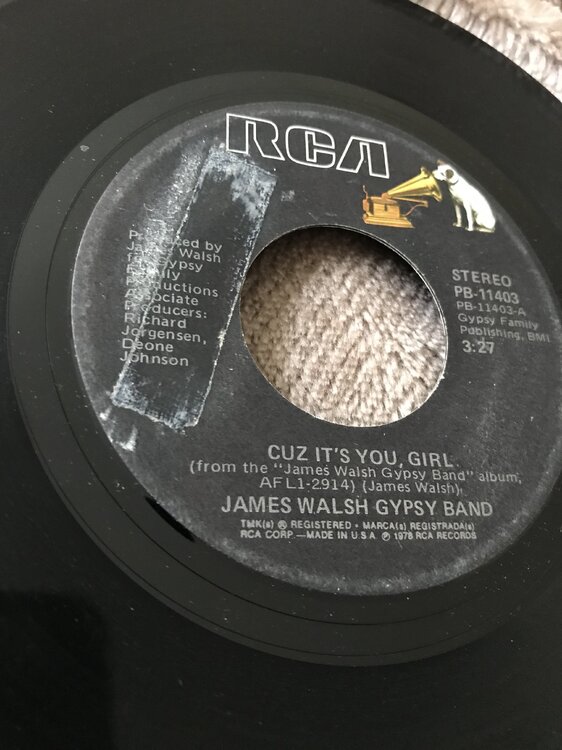 RCA
Produced by
James Walsh
for Gypsy
Family
Productions
Associate
Producers:
Richard
Jorgensen,
Deone
Johnson
STEREO
PB-11403
PB-11403-A
Gypsy Family
Publishing, BMI
3:27
CUZ IT'S YOU, GIRL
(from the "James Walsh Gypsy Band" album,
AFL1-2914) (James Walsh)
JAMES WALSH GYPSY BAND
TMK(s) ® REGISTERED • MARCA(s) REGISTRADA(s)
RCA CORP.—MADE IN U.S.A. ℗ 1978 RCA RECORDS